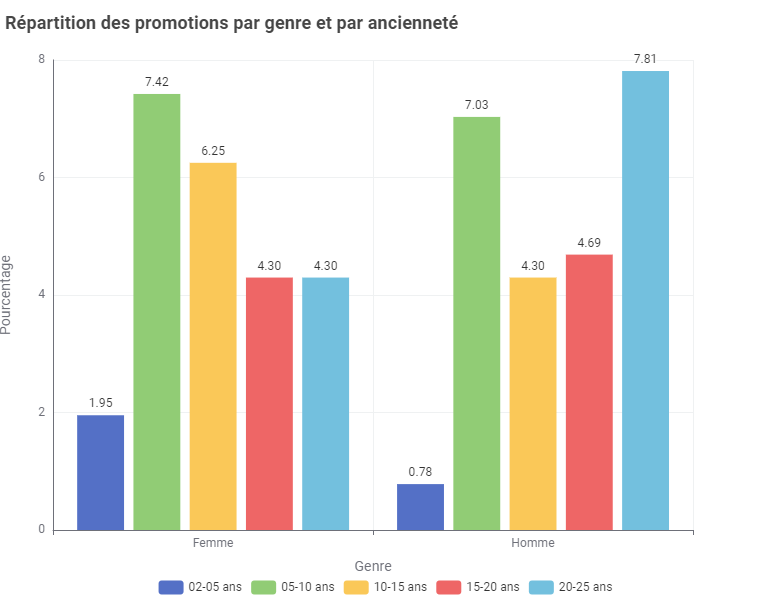 Répartition des promotions par genre et par ancienneté
Pourcentage
8
6
4
2
0
1.95
7.42
6.25
4.30
4.30
0.78
7.03
4.30
4.69
7.81
Femme
Homme
Genre
02-05 ans
05-10 ans
10-15 ans
15-20 ans
20-25 ans